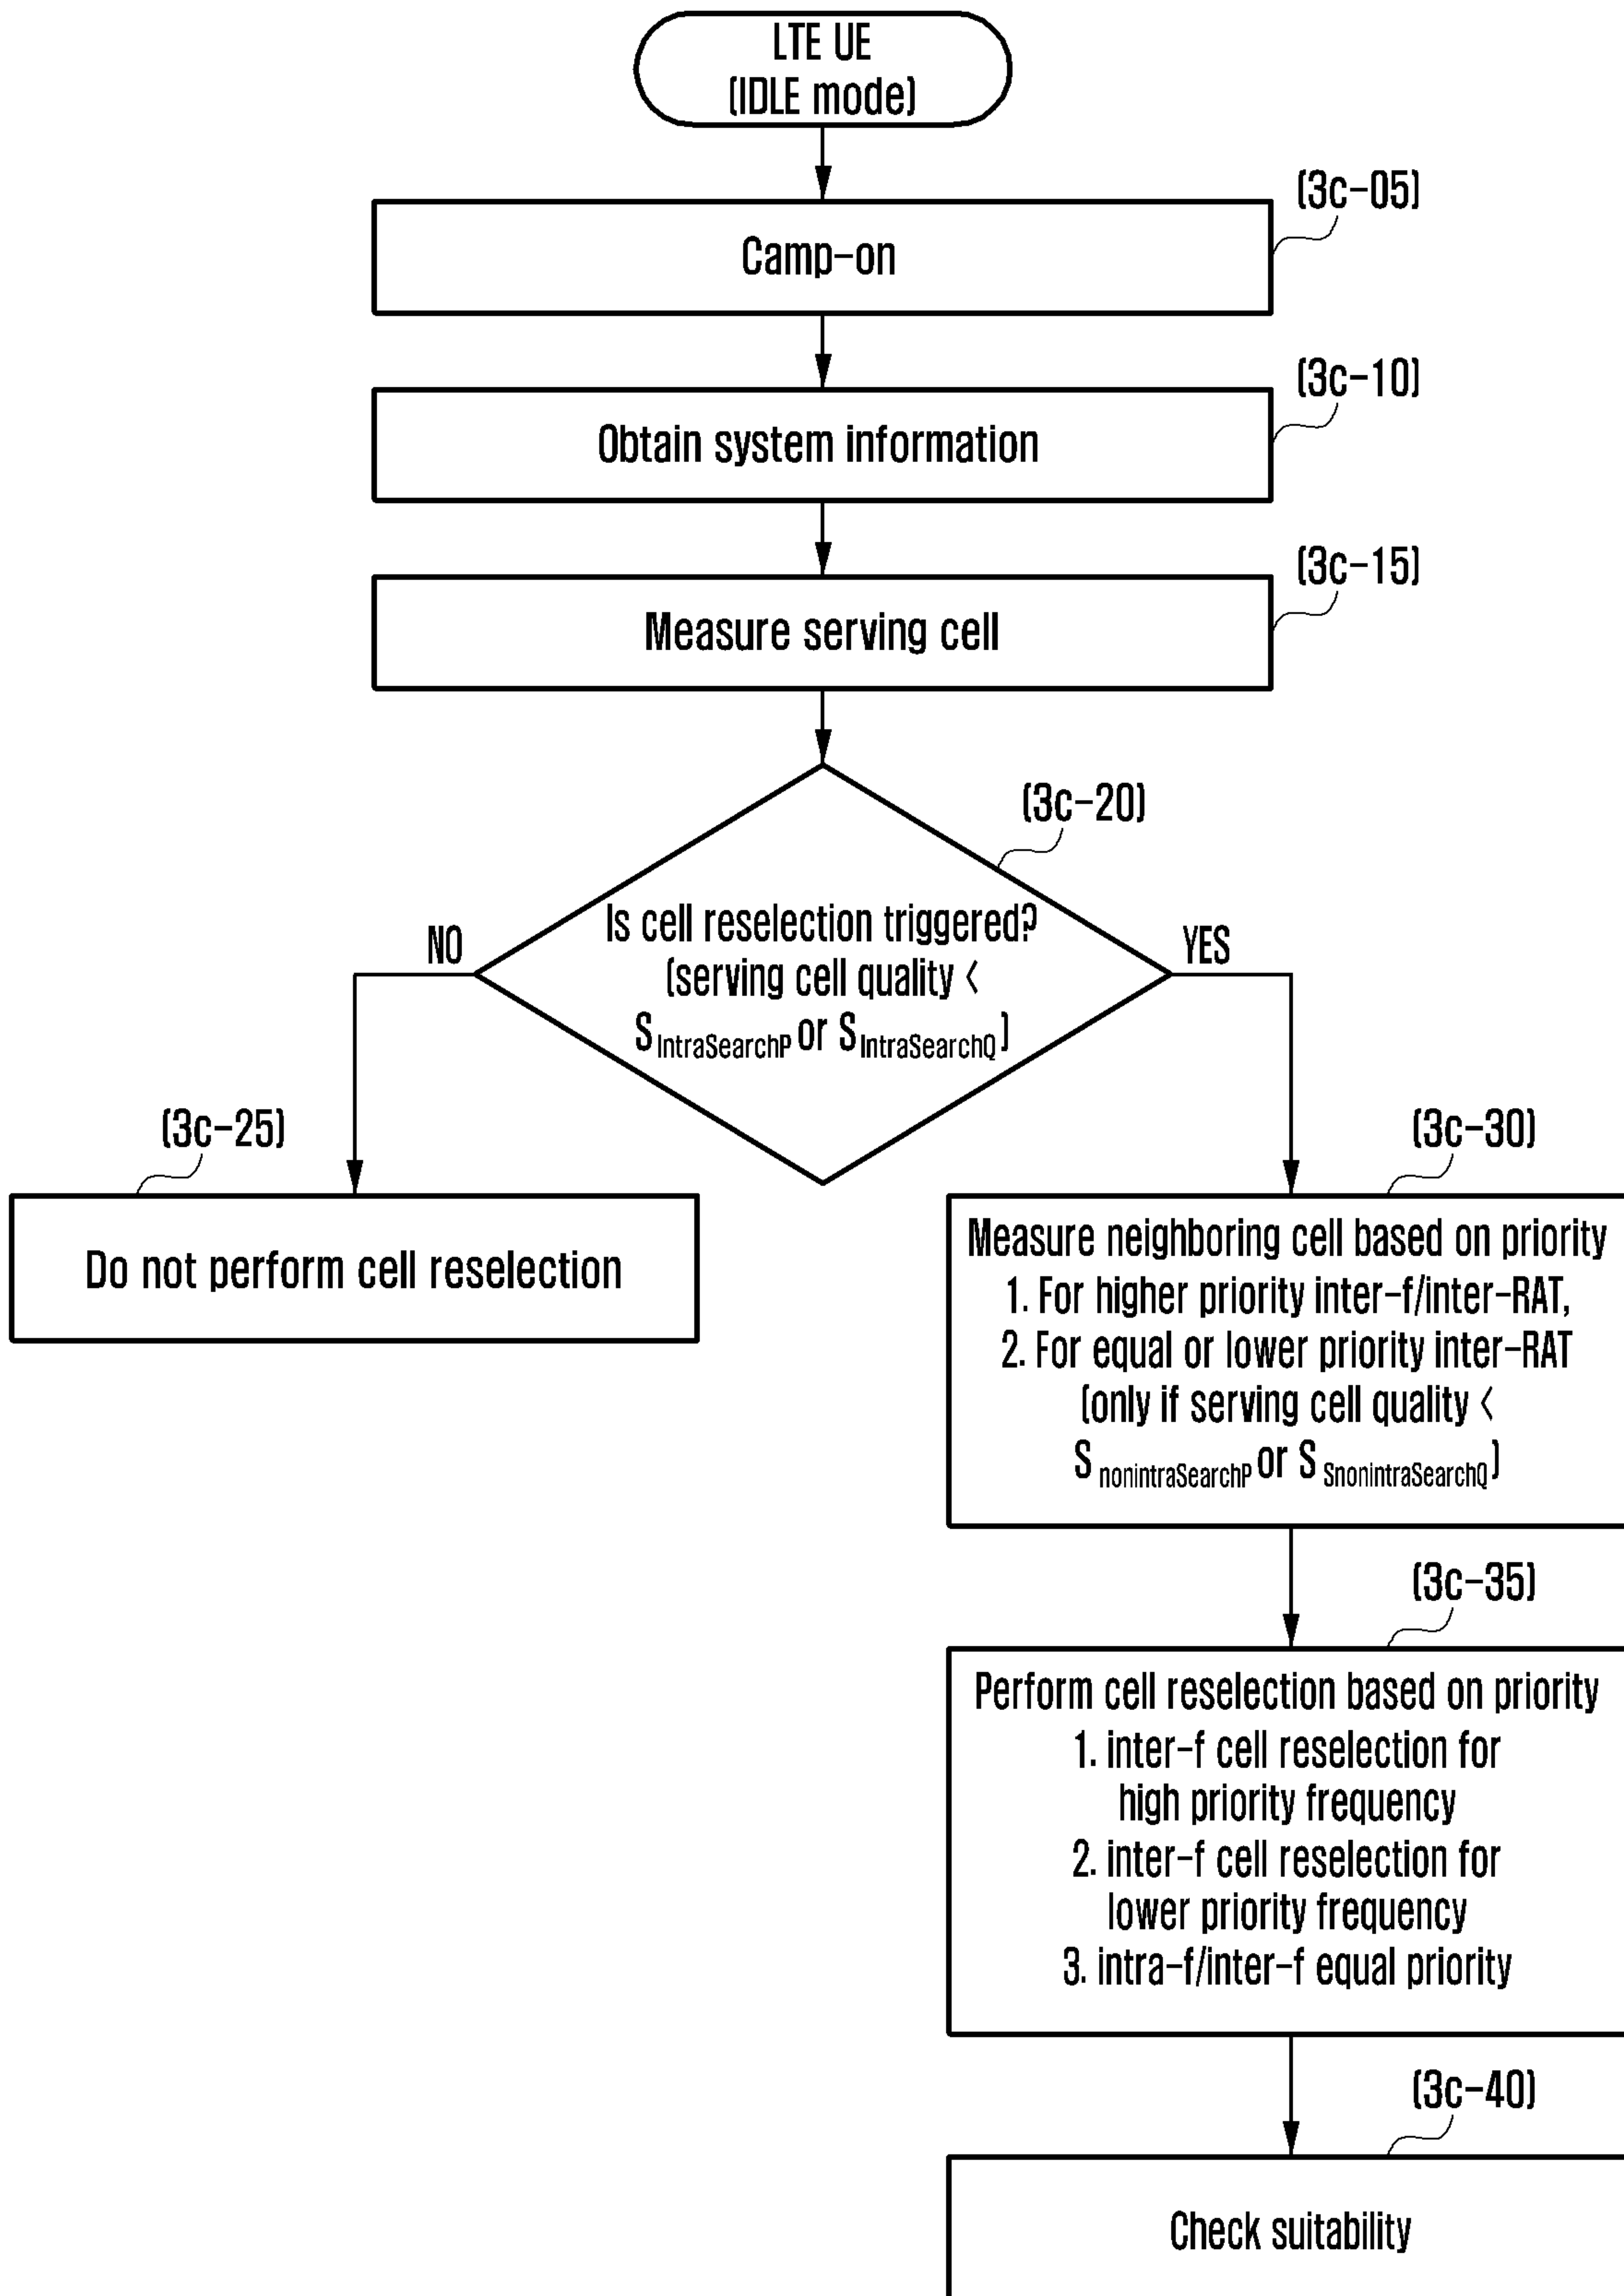 LTE UE
(IDLE mode)
(3c-05)
Camp-on
(3c-10)
Obtain system information
(3c-15)
Measure serving cell
(3c-20)
Is cell reselection triggered?
(serving cell quality <
S IntraSearchP or S IntraSearchQ)
NO
YES
(3c-25)
Do not perform cell reselection
(3c-30)
Measure neighboring cell based on priority
1. For higher priority inter-f/inter-RAT,
2. For equal or lower priority inter-RAT
(only if serving cell quality <
S nonintraSearchP or S SnonintraSearchQ)
(3c-35)
Perform cell reselection based on priority
1. inter-f cell reselection for
high priority frequency
2. inter-f cell reselection for
lower priority frequency
3. intra-f/inter-f equal priority
(3c-40)
Check suitability